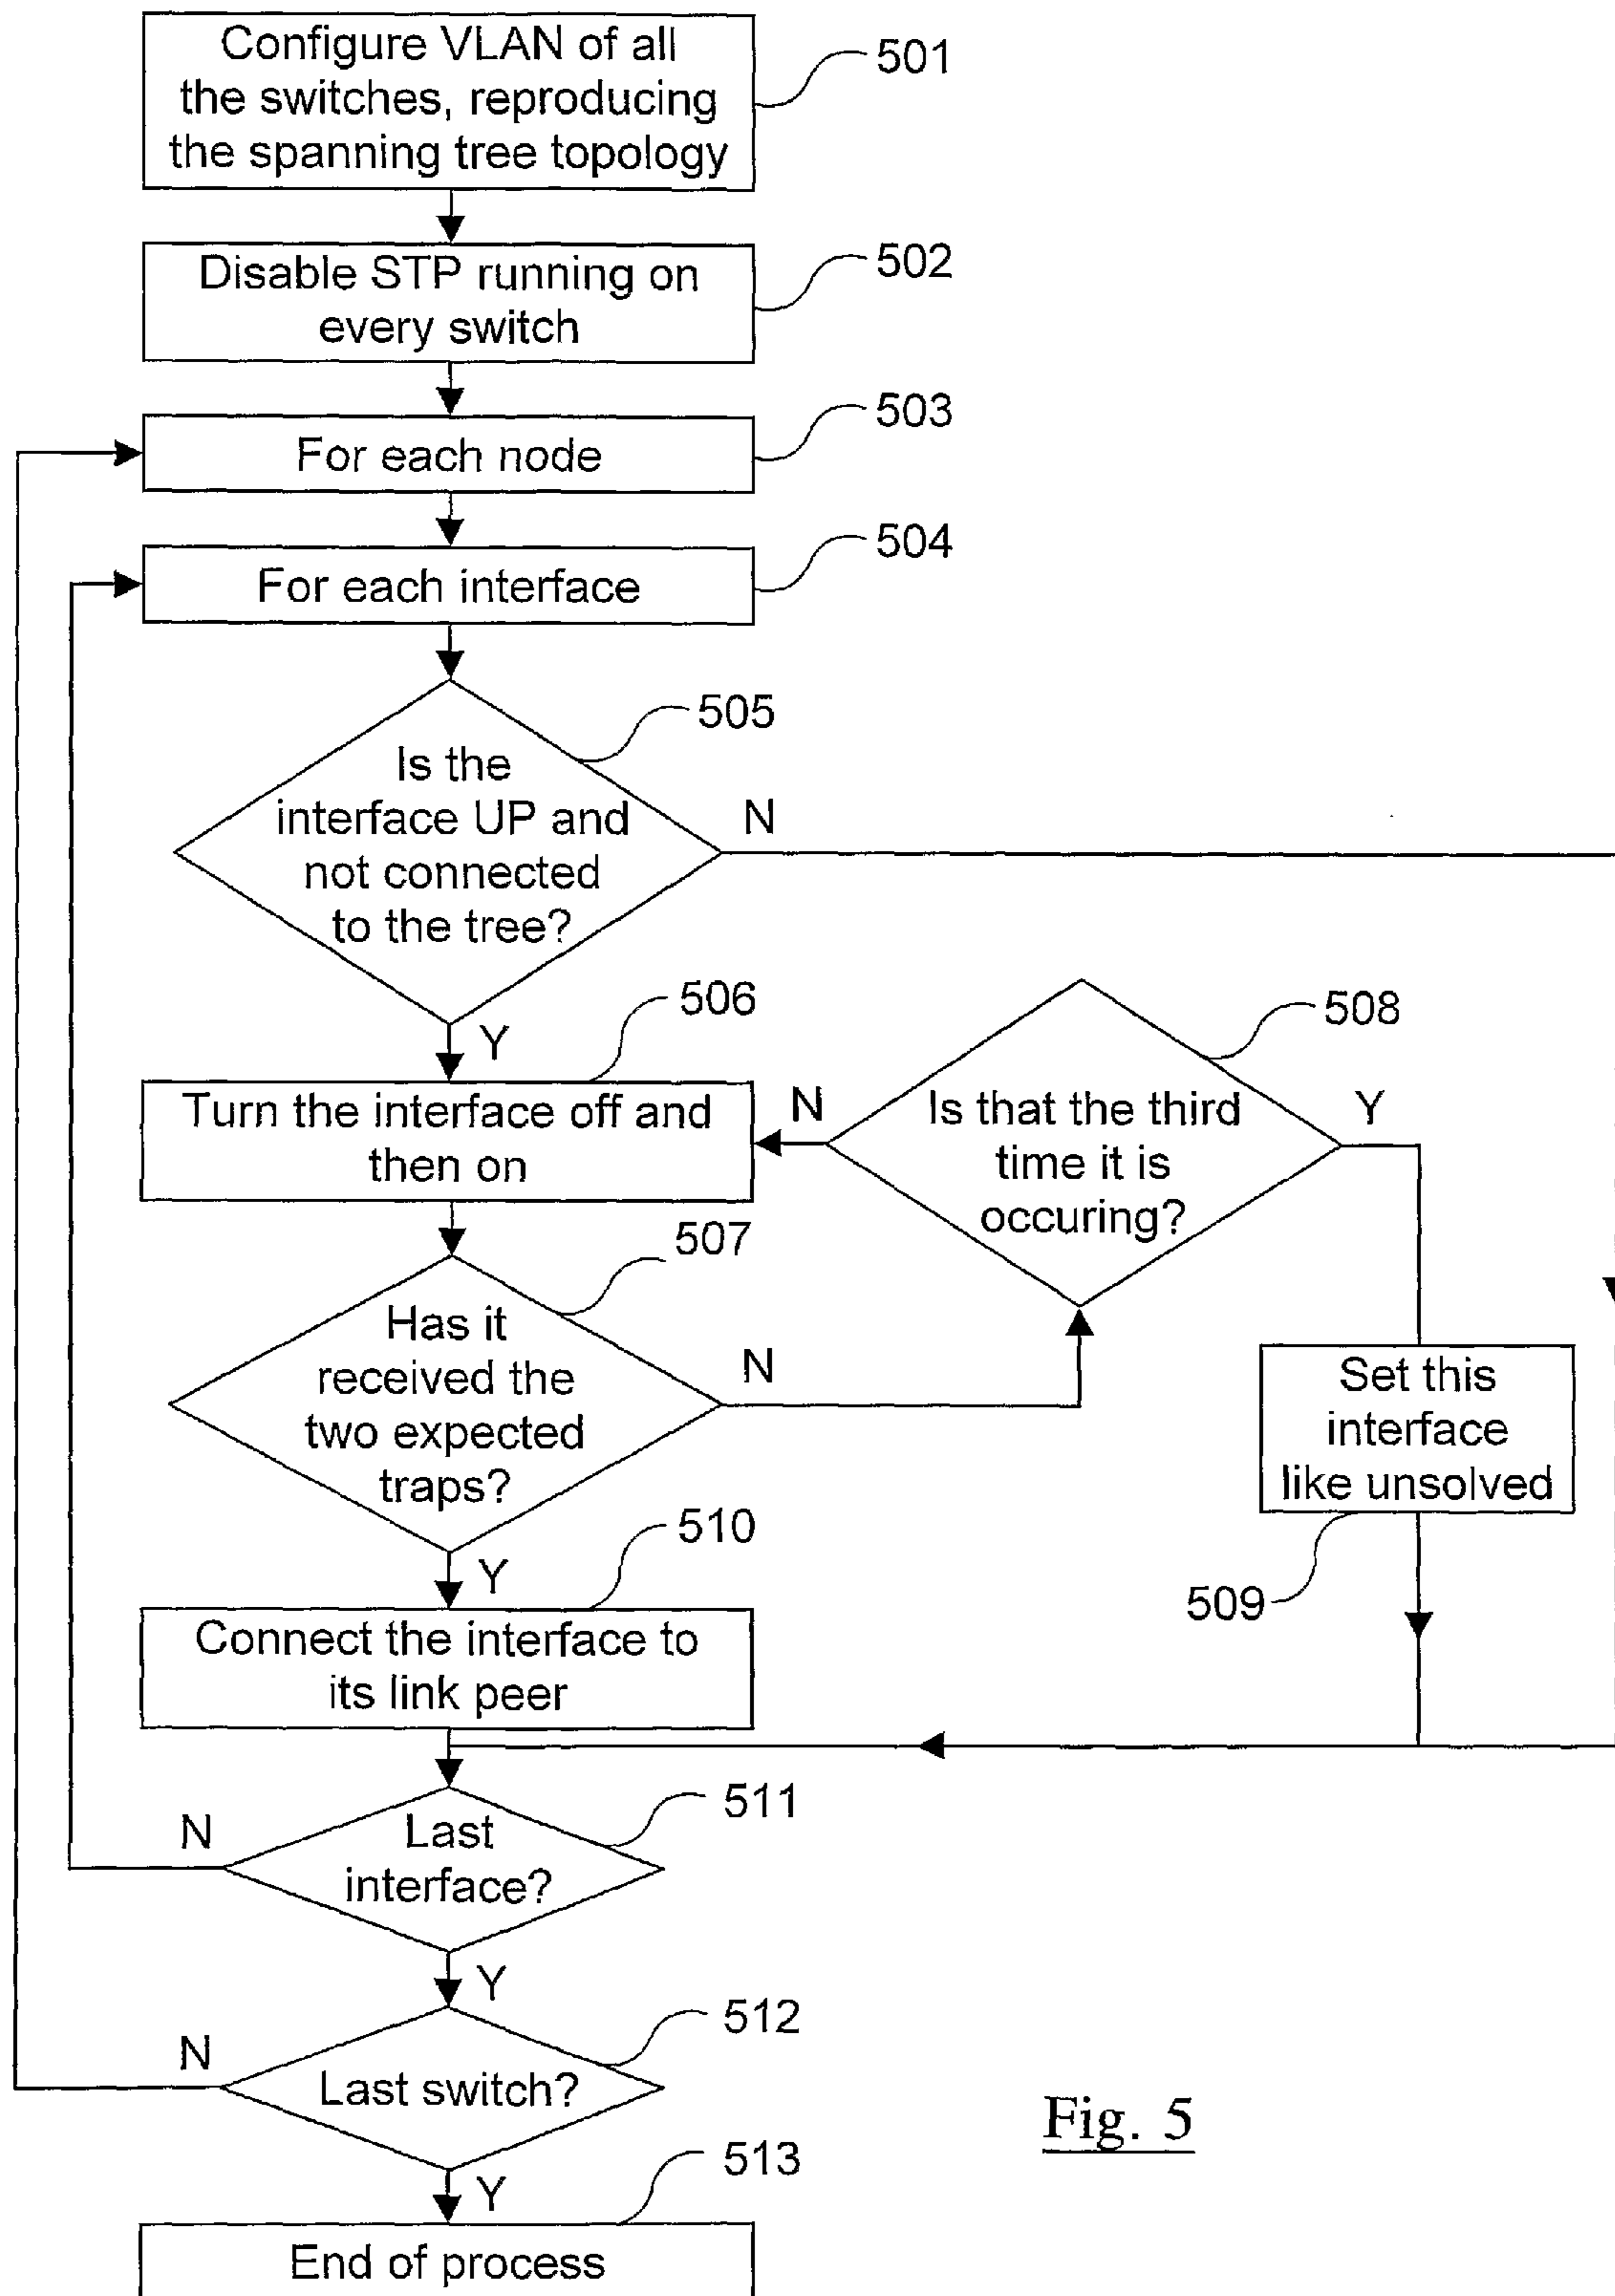 Configure VLAN of all
the switches, reproducing
the spanning tree topology
501
Disable STP running on
every switch
502
For each node
503
For each interface
504
Is the
interface UP and
not connected
to the tree?
505
N
Y
506
Turn the interface off and
then on
N
Is that the third
time it is
occuring?
508
Y
Has it
received the
two expected
traps?
507
N
Y
Set this
interface
like unsolved
509
510
Connect the interface to
its link peer
Last
interface?
511
N
Y
Last switch?
512
N
Y
513
End of process
Fig. 5